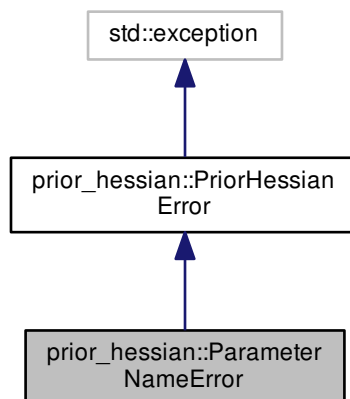 std::exception
prior_hessian::PriorHessian
Error
prior_hessian::Parameter
NameError